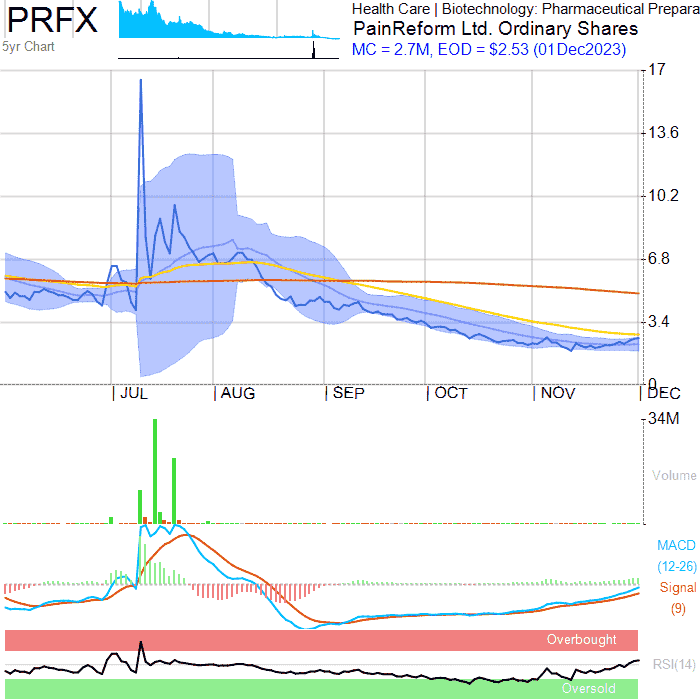 PRFX
5yr Chart
Health Care | Biotechnology: Pharmaceutical Prepara
PainReform Ltd. Ordinary Shares
MC = 2.7M, EOD = $2.53 (01Dec2023)
17
13.6
10.2
6.8
3.4
0
JUL
AUG
SEP
OCT
NOV
DEC
34M
Volume
MACD
(12-26)
Signal
(9)
Overbought
RSI(14)
Oversold